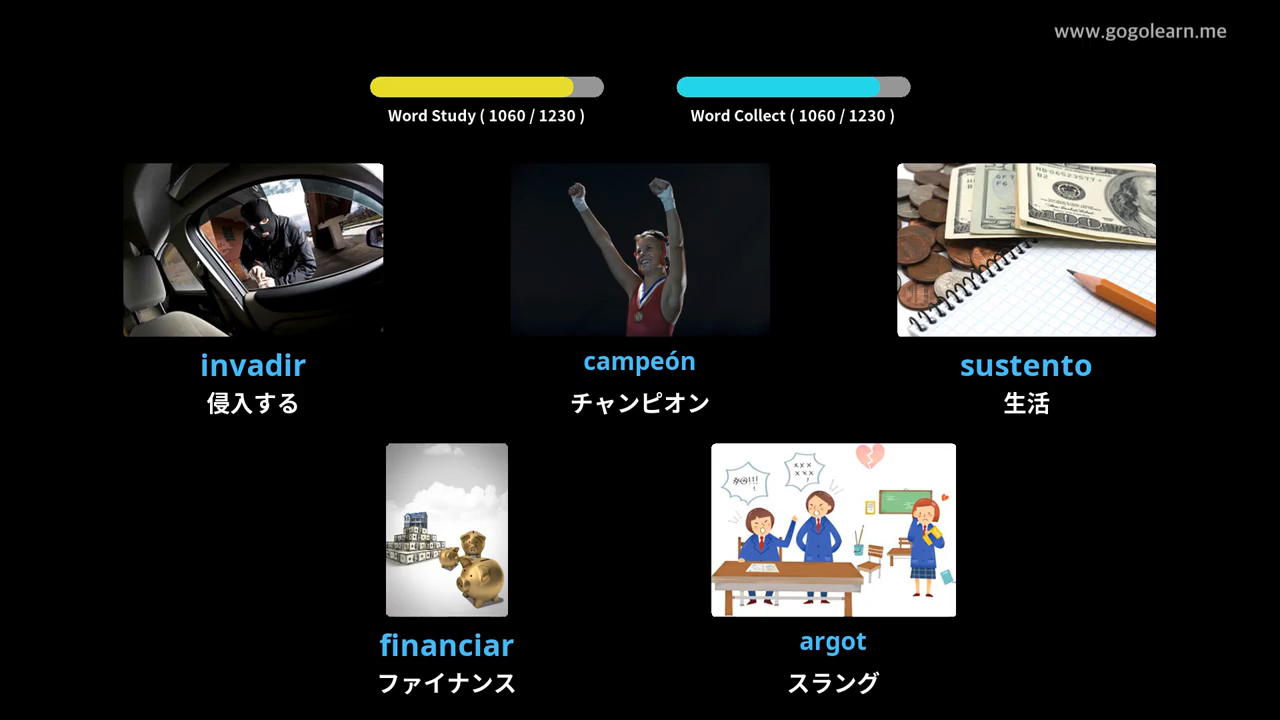 www.gogolearn.me
Word Study ( 1060 / 1230 )
Word Collect ( 1060 / 1230 )
invadir
侵入する
campeón
チャンピオン
sustento
生活
financiar
ファイナンス
argot
スラング